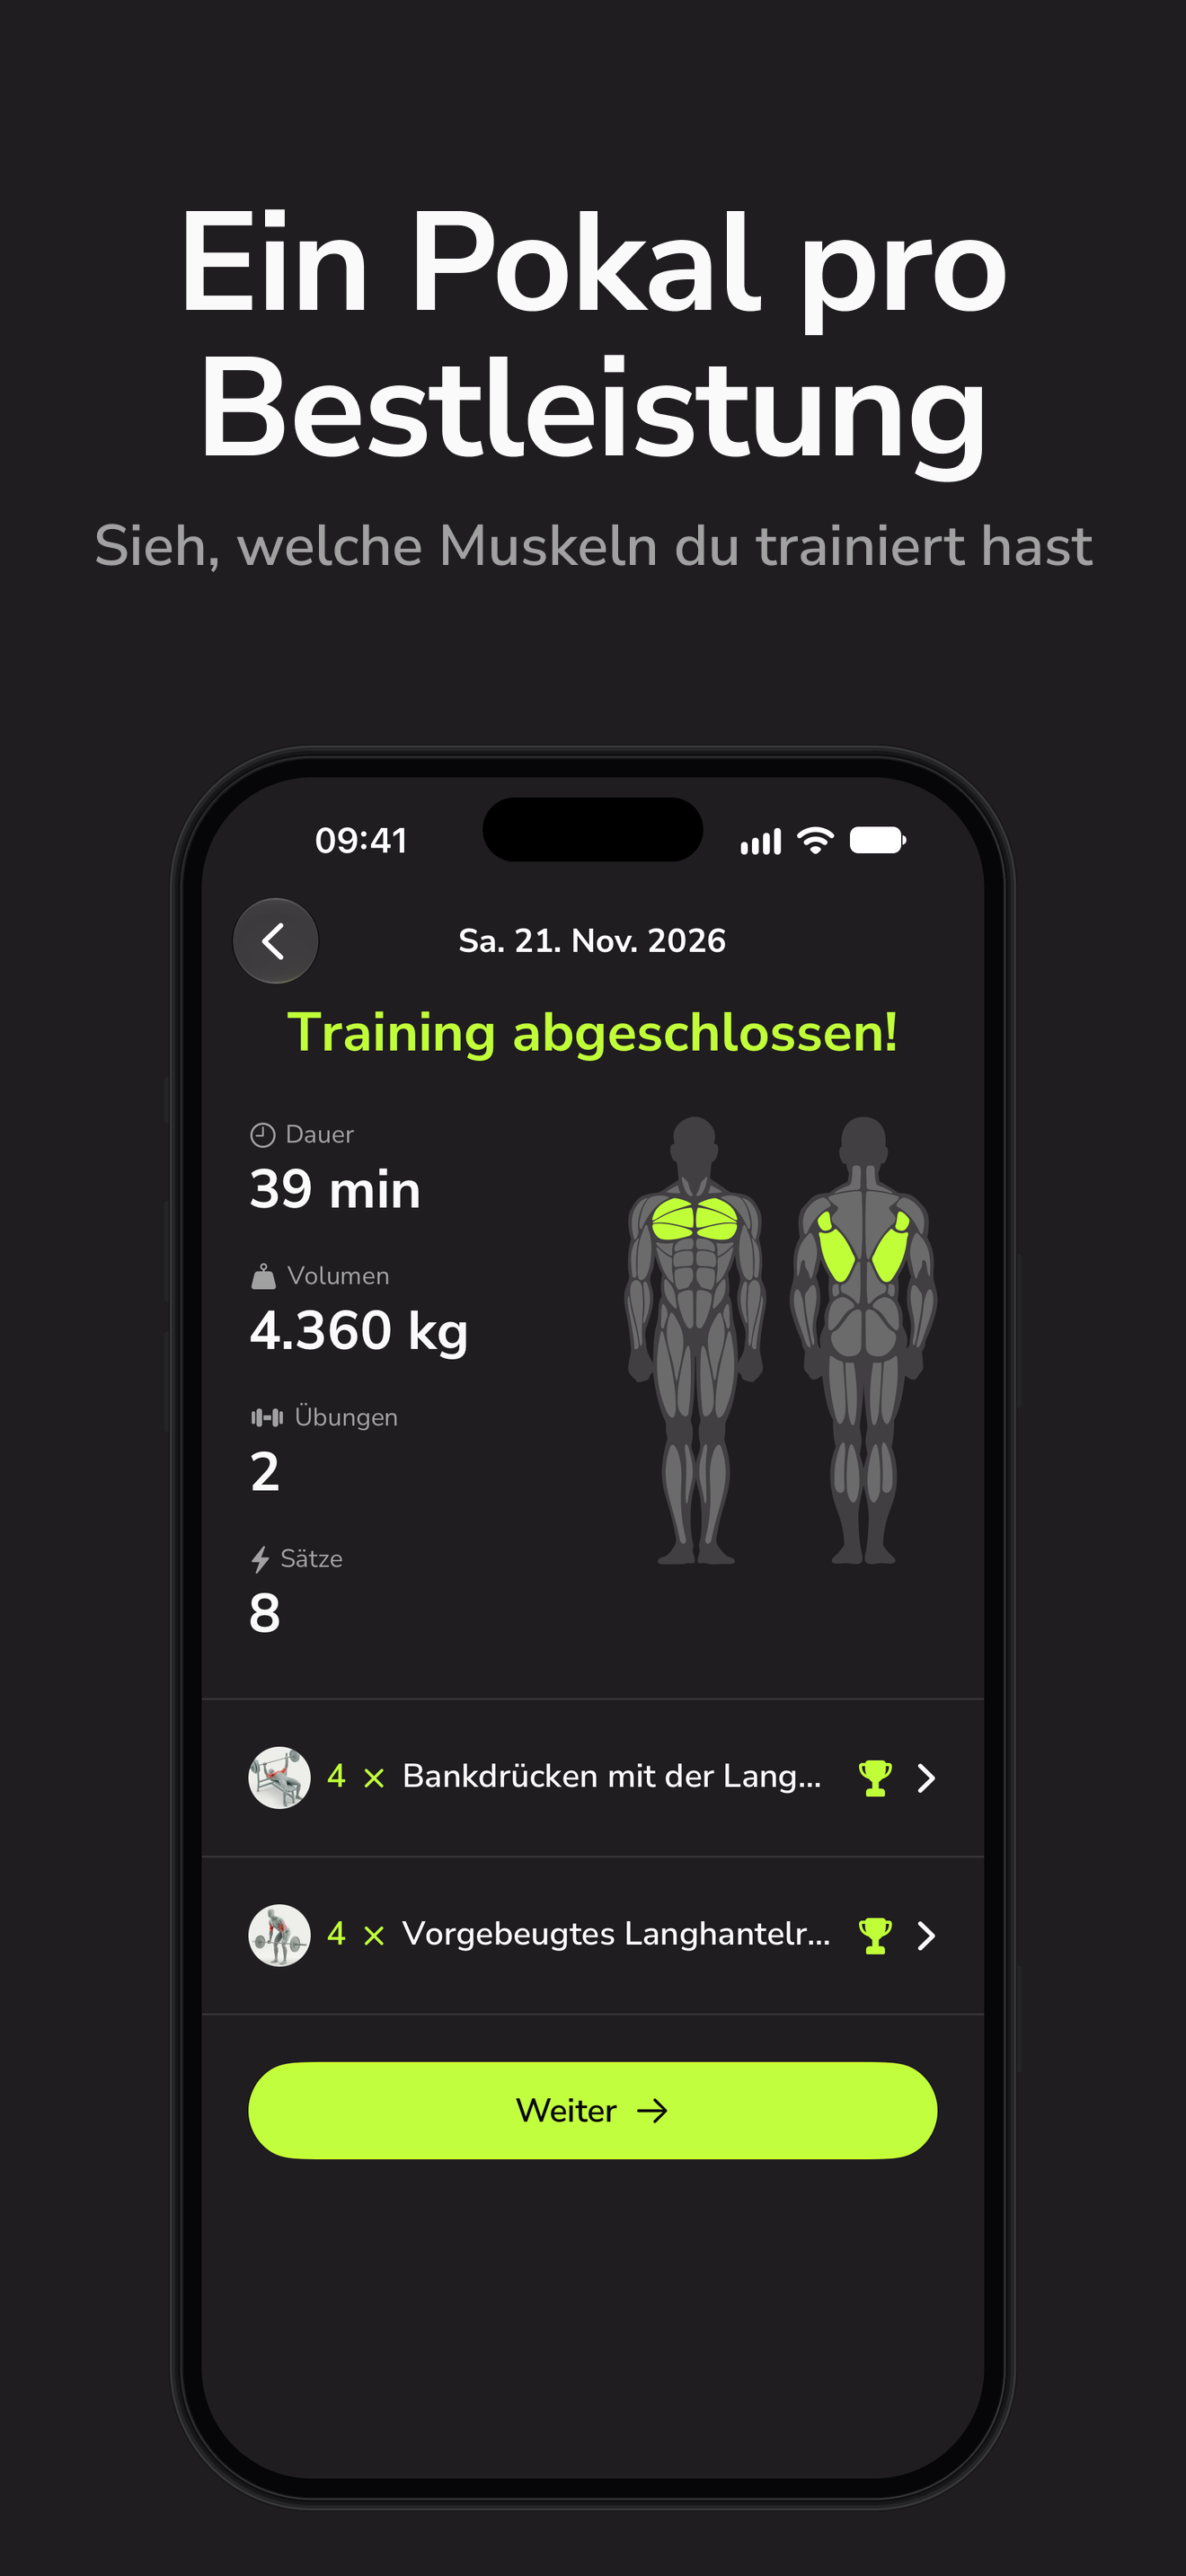 Ein Pokal pro
Bestleistung
Sieh, welche Muskeln du trainiert hast
09:41
Sa. 21. Nov. 2026
Training abgeschlossen!
Dauer
39 min
Volumen
4.360 kg
Übungen
2
Sätze
8
4 × Bankdrücken mit der Lang...
4 × Vorgebeugtes Langhantelr...
Weiter →